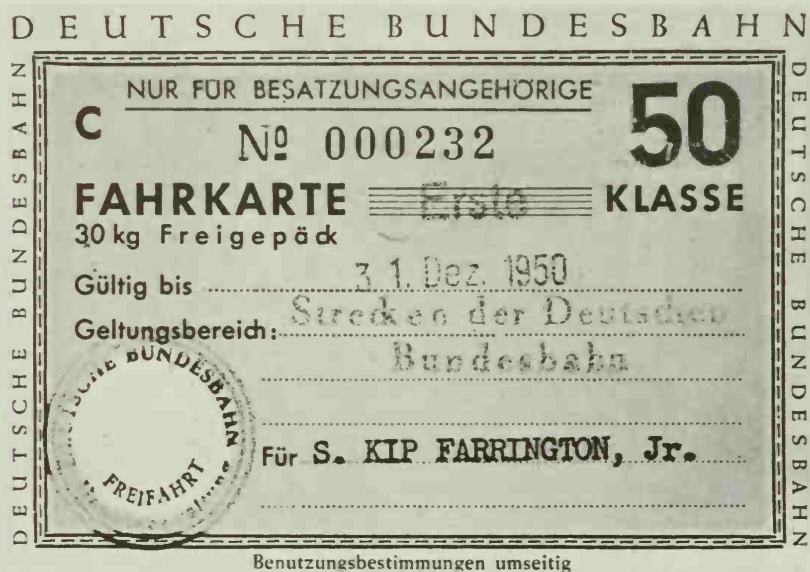 DEUTSCHE BUNDESBAHN
DEUTSCHE BUNDESBAHN
DEUTSCHE BUNDESBAHN
NUR FÜR BESATZUNGSANGEHÖRIGE
C
50
Nº 000232
FAHRKARTE Erste KLASSE
30 kg Freigepäck
Gültig bis 31. Dez. 1950
Geltungsbereich: Strecken der Deutschen
Bundesbahn
DEUTSCHE BUNDESBAHN
FREIFAHRT
Für S. KIP FARRINGTON, Jr.
Benutzungsbestimmungen umseitig